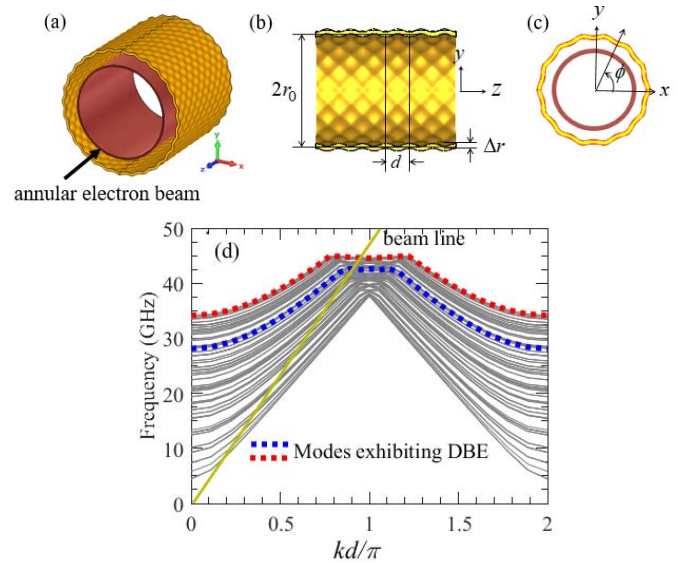 (a)
(b)
(c)
2r₀
y
z
d
Δr
y
ϕ
x
y
z
x
annular electron beam
(d)
beam line
Frequency (GHz)
50
40
30
20
10
0
Modes exhibiting DBE
0
0.5
1
1.5
2
kd/π